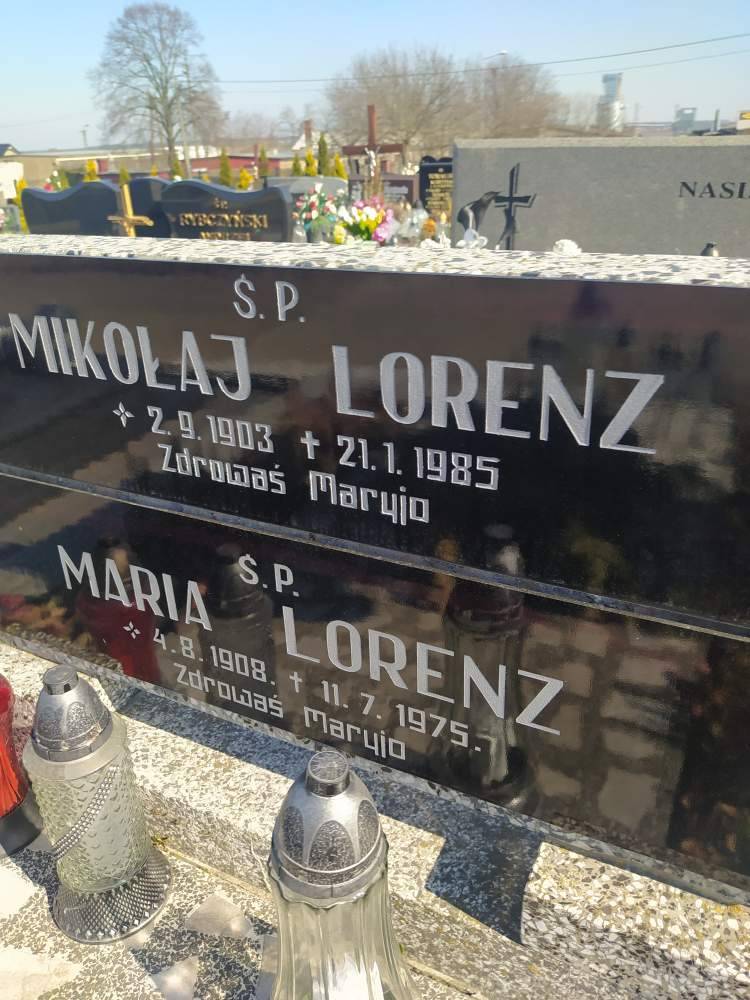 Ś.P.
RYBCZYŃSKI
NASI
Ś.P.
MIKOŁAJ LORENZ
2.9.1903 ✝ 21.1.1985
Zdrowaś Maryjo
Ś.P.
MARIA LORENZ
4.8.1908. ✝ 11.7.1975.
Zdrowaś Maryjo